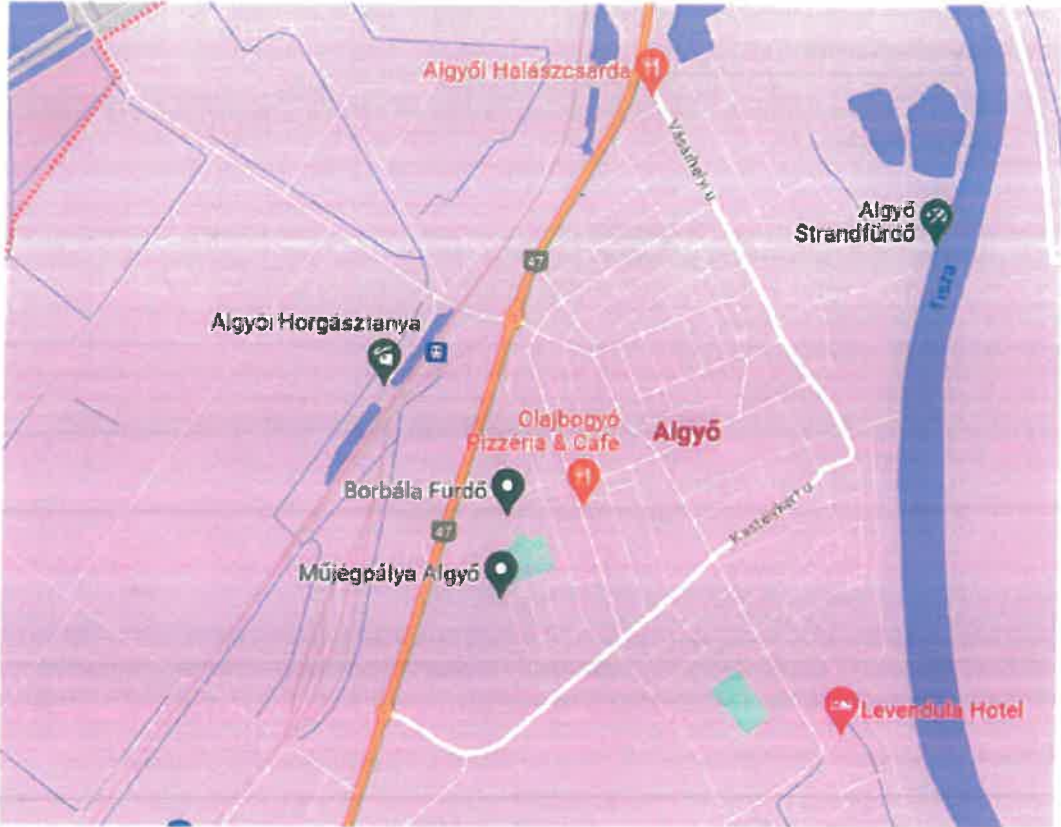 Algyői Halászcsárda
Vásárhelyi u
Algyő
Strandfürdő
Tisza
47
Algyői Horgásztanya
Olajbogyó
Pizzéria & Cafe
Algyő
Borbála Fürdő
47
Kastélykert u
Műjégpálya Algyő
Levendula Hotel